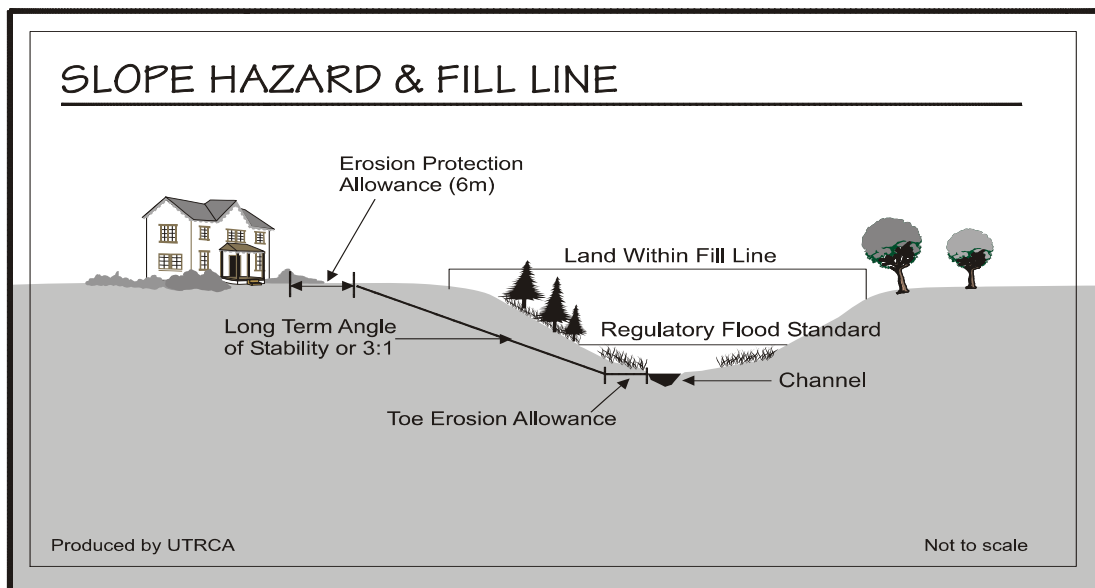 SLOPE HAZARD & FILL LINE
Erosion Protection
Allowance (6m)
Land Within Fill Line
Long Term Angle
of Stability or 3:1
Regulatory Flood Standard
Channel
Toe Erosion Allowance
Produced by UTRCA
Not to scale